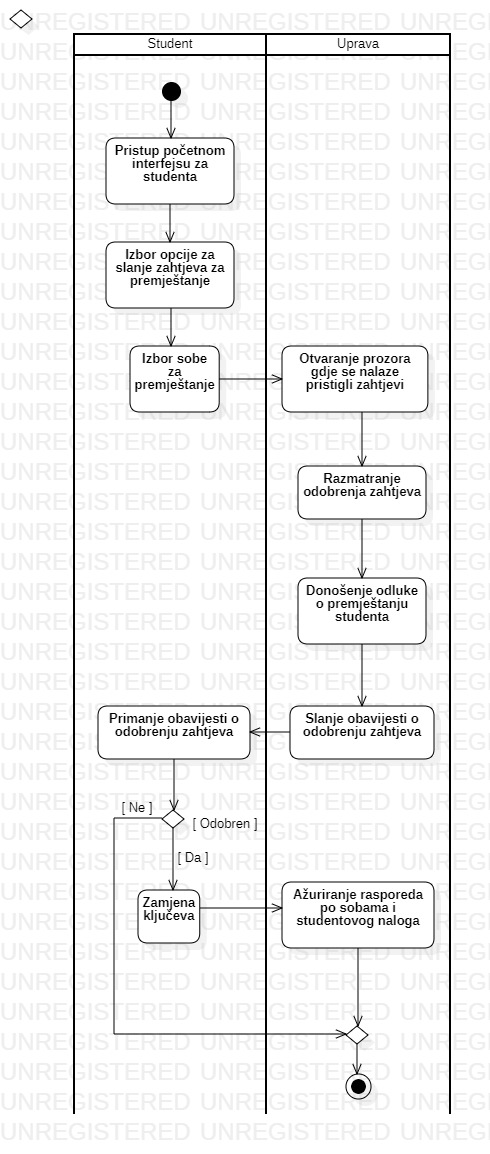 Student
Uprava
Pristup početnom
interfejsu za
studenta
Izbor opcije za
slanje zahtjeva za
premještanje
Izbor sobe
za
premještanje
Otvaranje prozora
gdje se nalaze
pristigli zahtjevi
Razmatranje
odobrenja zahtjeva
Donošenje odluke
o premještanju
studenta
Slanje obavijesti o
odobrenju zahtjeva
Primanje obavijesti o
odobrenju zahtjeva
[ Ne ]
[ Odobren ]
[ Da ]
Zamjena
ključeva
Ažuriranje rasporeda
po sobama i
studentovog naloga
UNREGISTERED